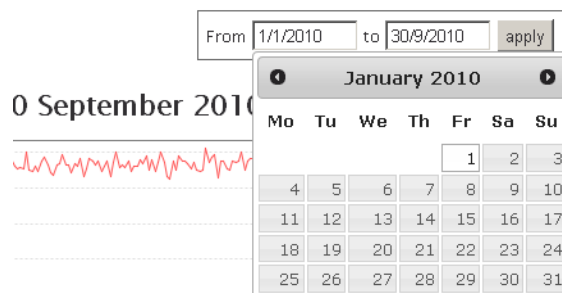 From 1/1/2010 to 30/9/2010 apply
January 2010
0 September 2010
Mo Tu We Th Fr Sa Su
1 2 3
4 5 6 7 8 9 10
11 12 13 14 15 16 17
18 19 20 21 22 23 24
25 26 27 28 29 30 31